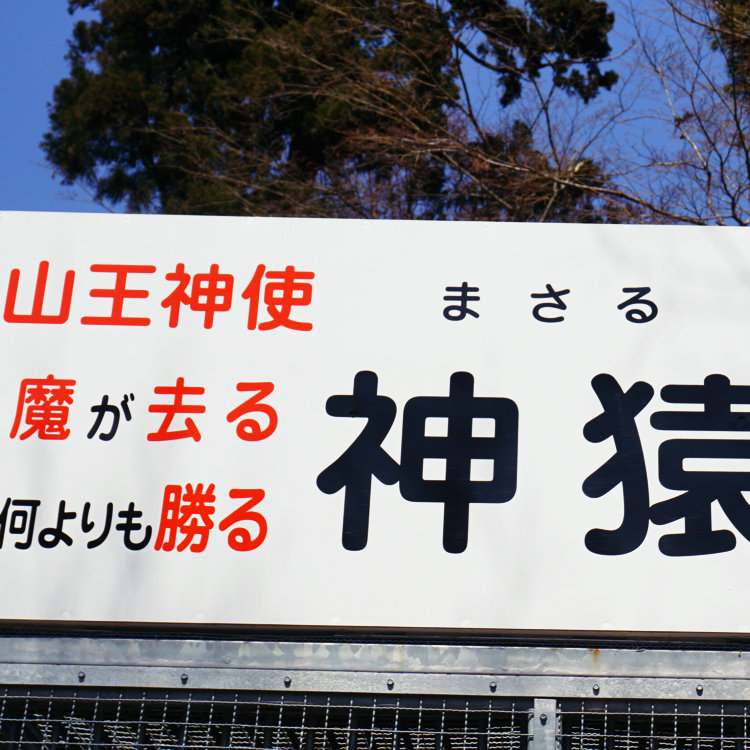 山王神使
魔が去る
何よりも勝る
まさる
神猿